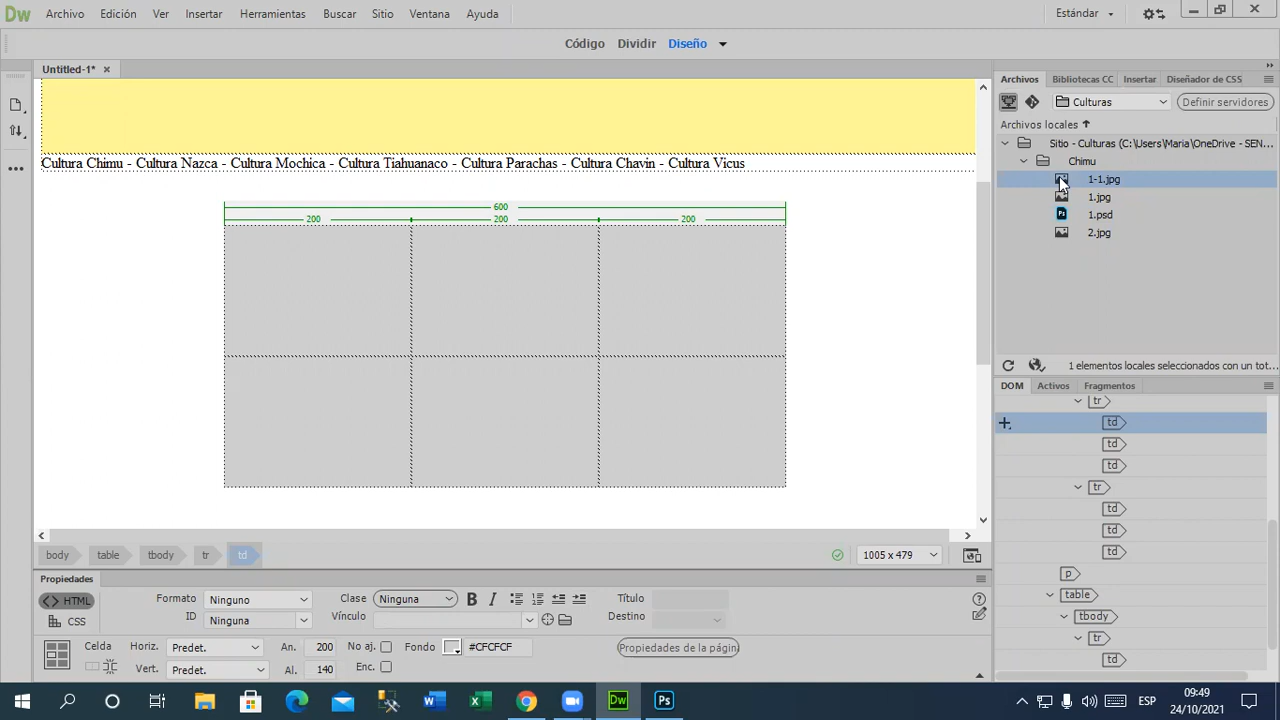 Dw Archivo Edición Ver Insertar Herramientas Buscar Sitio Ventana Ayuda Estándar
Código Dividir Diseño
Untitled-1*
Archivos Bibliotecas CC Insertar Diseñador de CSS
Culturas Definir servidores
Archivos locales
Sitio - Culturas (C:\Users\Maria\OneDrive - SEN...
Chimu
1-1.jpg
1.jpg
Ps 1.psd
2.jpg
1 elementos locales seleccionados con un tot...
Cultura Chimu - Cultura Nazca - Cultura Mochica - Cultura Tiahuanaco - Cultura Parachas - Cultura Chavin - Cultura Vicus
600
200 200 200
DOM Activos Fragmentos
tr
td
td
td
tr
td
td
td
p
table
tbody
tr
td
body table tbody tr td 1005 x 479
Propiedades
<> HTML Formato Ninguno Clase Ninguna B I Título
CSS ID Ninguna Vínculo Destino
Celda Horiz. Predet. An. 200 No aj. Fondo #CFCFCF Propiedades de la págin
Vert. Predet. Al. 140 Enc.
W X Dw Ps ESP 09:49
24/10/2021